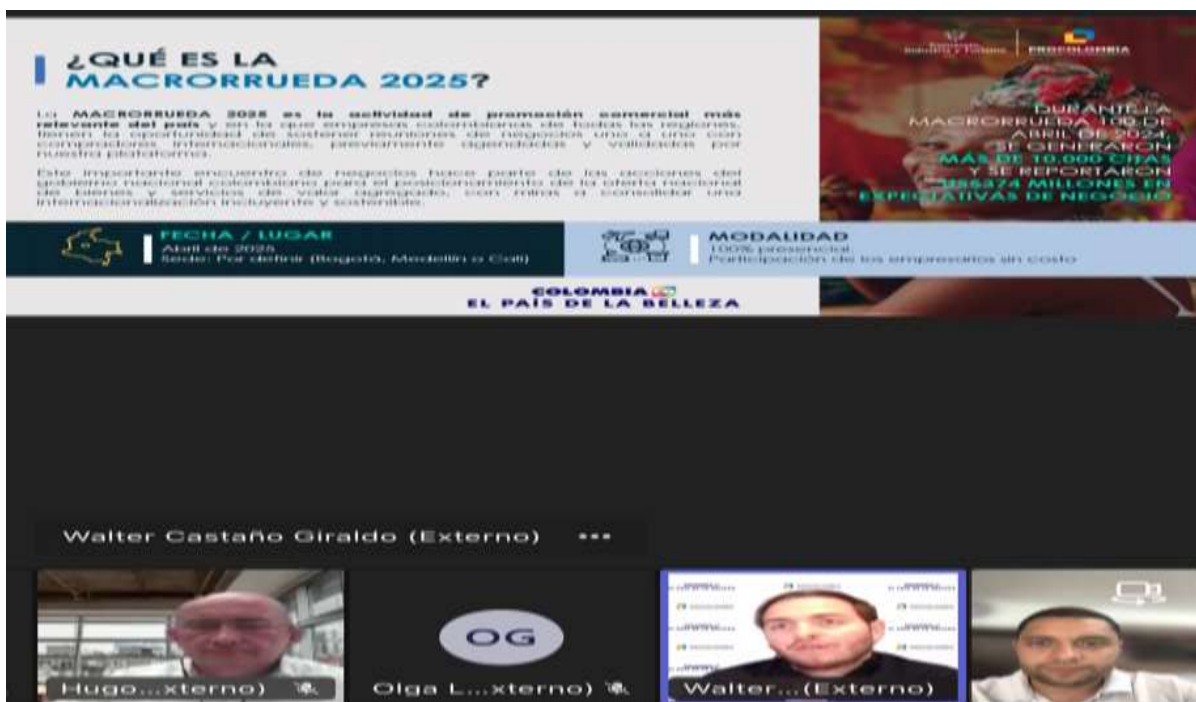 ¿QUÉ ES LA
MACRORRUEDA 2025?
La MACRORRUEDA 2025 es la actividad de promoción comercial más
relevante del país y en la que empresas colombianas de todas las regiones,
tienen la oportunidad de sostener reuniones de negocios uno a uno con
compradores internacionales, previamente agendadas y validadas por
nuestra plataforma.
Este importante encuentro de negocios hace parte de las acciones del
gobierno nacional colombiano para el posicionamiento de la oferta nacional
de bienes y servicios de valor agregado, con miras a consolidar una
internacionalización incluyente y sostenible.
Industria y Turismo
PROCOLOMBIA
DURANTE LA
MACRORRUEDA 100 DE
ABRIL DE 2024,
SE GENERARON
MÁS DE 10.000 CITAS
Y SE REPORTARON
US$374 MILLONES EN
EXPECTATIVAS DE NEGOCIO
FECHA / LUGAR
Abril de 2025
Sede: Por definir (Bogotá, Medellín o Cali)
MODALIDAD
100% presencial
Participación de los empresarios sin costo
COLOMBIA
EL PAÍS DE LA BELLEZA
Walter Castaño Giraldo (Externo) ...
Hugo...xterno)
OG
Olga L...xterno)
Walter...(Externo)